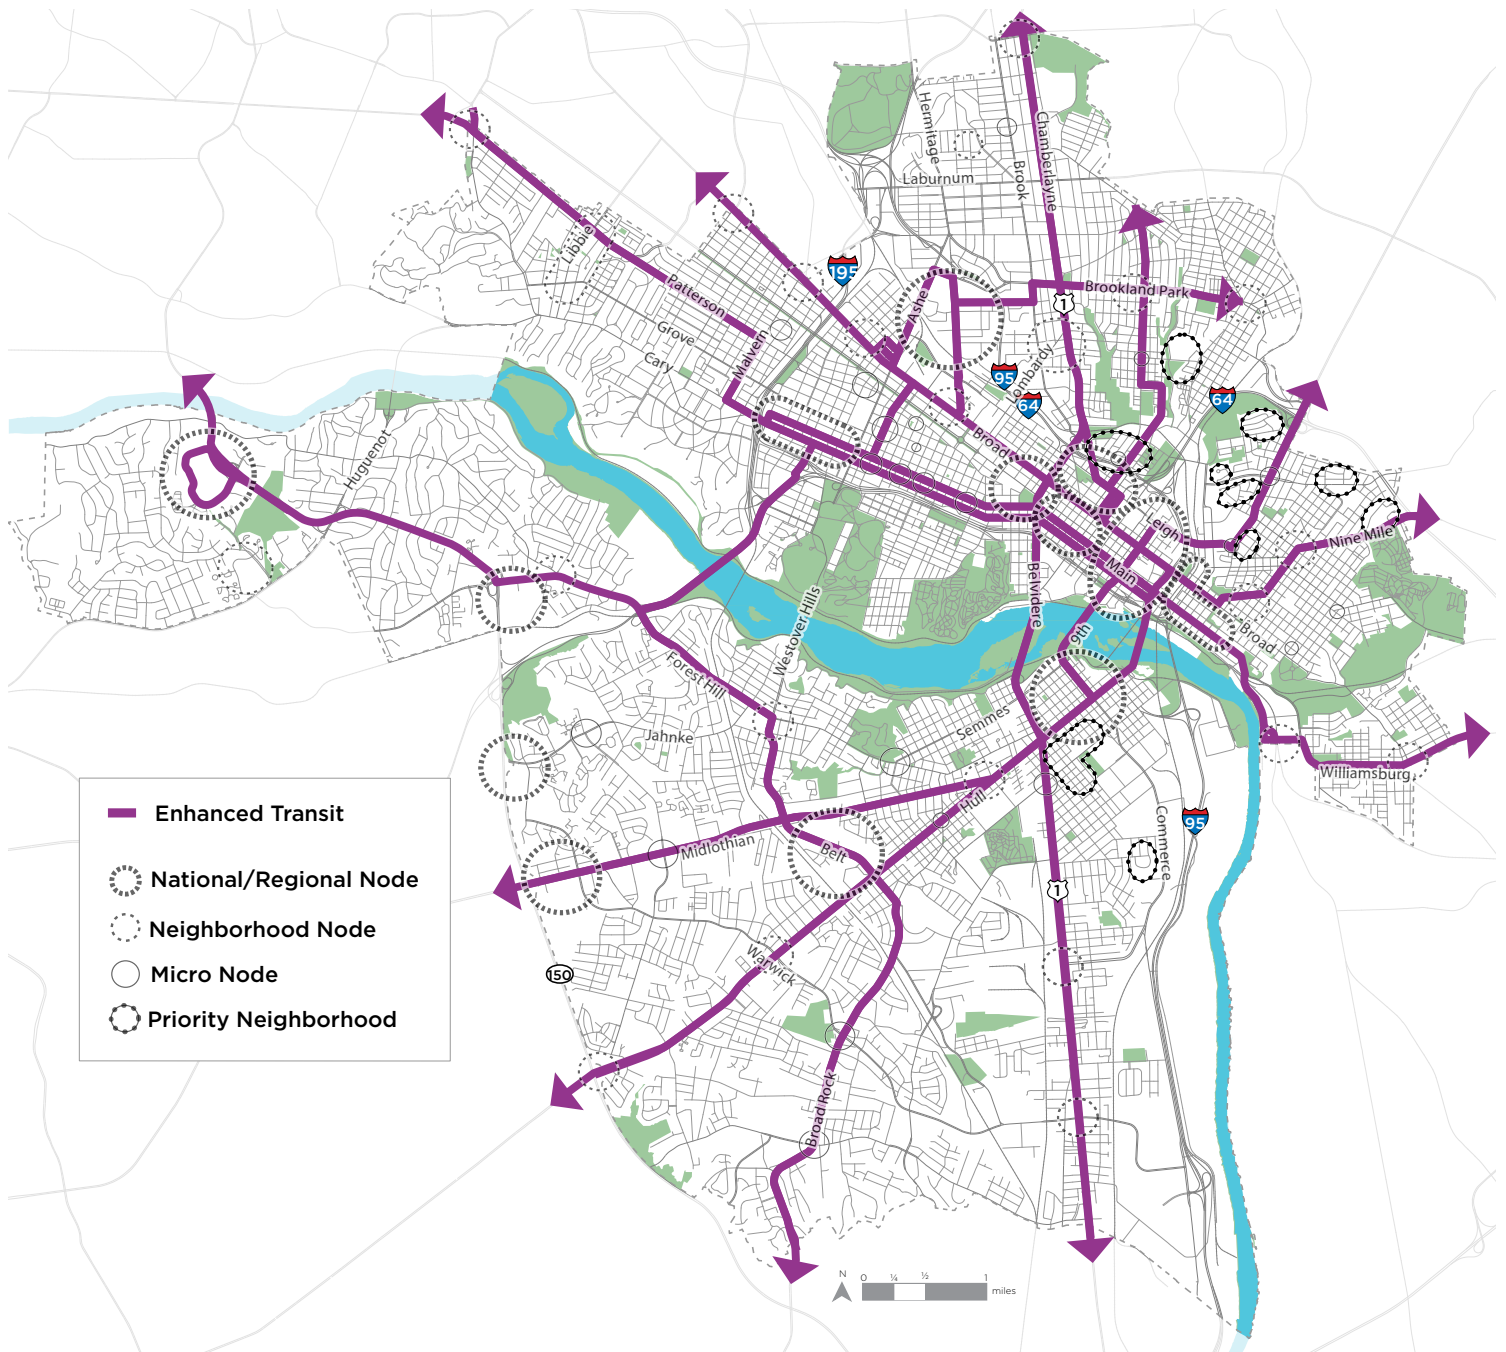 Hermitage
Chamberlayne
Brook
Laburnum
Libbie
195
Patterson
Ashe
Brookland Park
1
Grove
Malvern
Cary
95
64
64
Huguenot
Broad
Leigh
Nine Mile
Main
Belvidere
Westover Hills
9th
Broad
Forest Hill
Semmes
Jahnke
Williamsburg
Hull
Commerce
95
Midlothian
Belt
1
Warwick
150
Broad Rock
Enhanced Transit
National/Regional Node
Neighborhood Node
Micro Node
Priority Neighborhood
N
0 ¼ ½ 1
miles